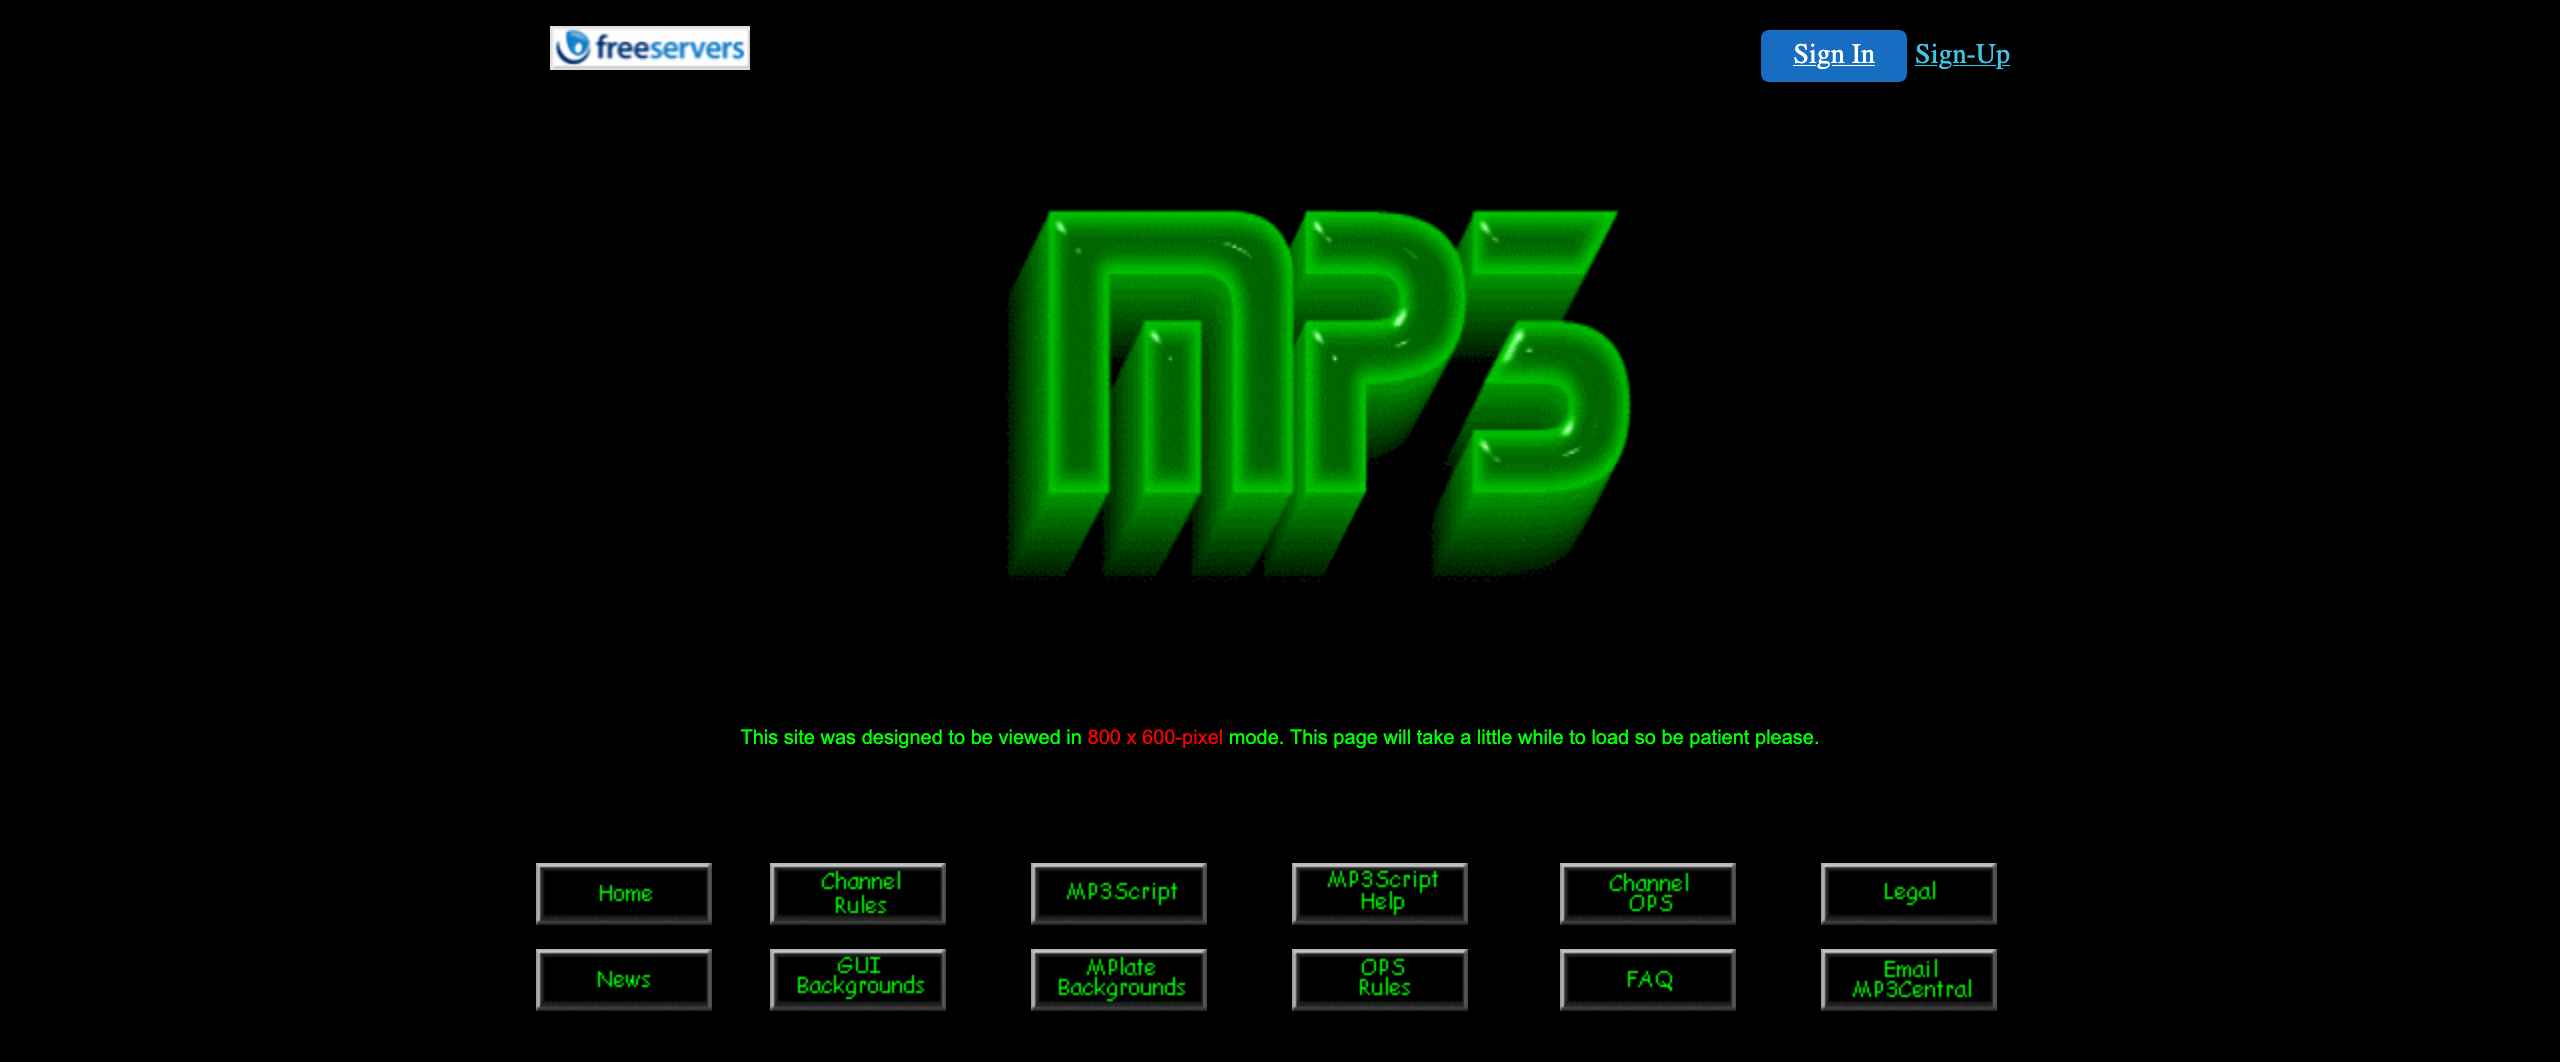 freeservers
Sign In Sign-Up
MP3
This site was designed to be viewed in 800 x 600-pixel mode. This page will take a little while to load so be patient please.
Home
Channel
Rules
MP3Script
MP3Script
Help
Channel
OPS
Legal
News
GUI
Backgrounds
MPlate
Backgrounds
OPS
Rules
FAQ
Email
MP3Central